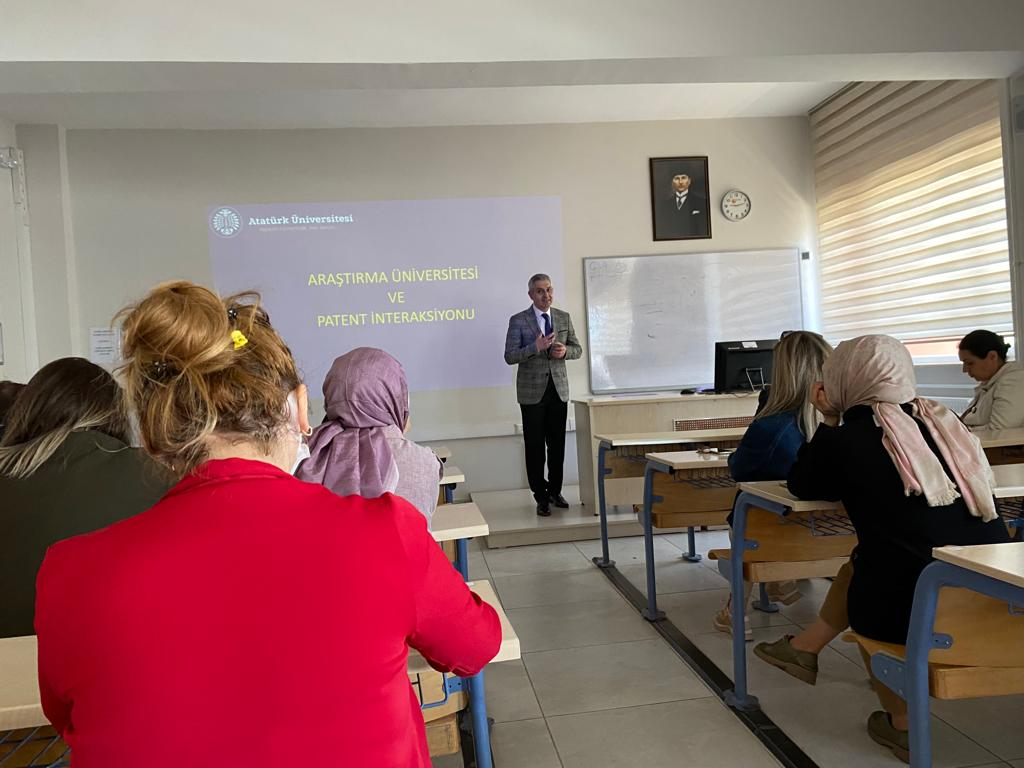 Atatürk Üniversitesi
ARAŞTIRMA ÜNİVERSİTESİ
VE
PATENT İNTERAKSİYONU